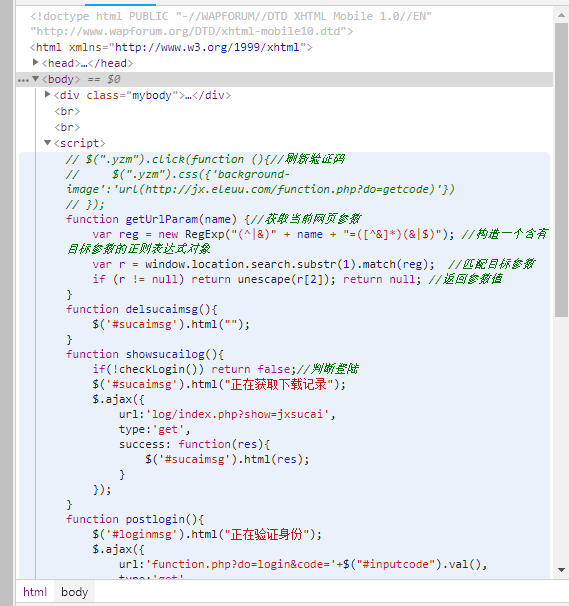 <!doctype html PUBLIC "-//WAPFORUM//DTD XHTML Mobile 1.0//EN"
"http://www.wapforum.org/DTD/xhtml-mobile10.dtd">
<html xmlns="http://www.w3.org/1999/xhtml">
▶<head>…</head>
…▼<body> == $0
▶<div class="mybody">…</div>
<br>
<br>
▼<script>
// $(".yzm").click(function (){//刷新验证码
//     $(".yzm").css({'background-
image':'url(http://jx.eleuu.com/function.php?do=getcode)'})
// });
function getUrlParam(name) {//获取当前网页参数
var reg = new RegExp("(^|&)" + name + "=([^&]*)(&|$)"); //构造一个含有
目标参数的正则表达式对象
var r = window.location.search.substr(1).match(reg);  //匹配目标参数
if (r != null) return unescape(r[2]); return null; //返回参数值
}
function delsucaimsg(){
$('#sucaimsg').html("");
}
function showsucailog(){
if(!checkLogin()) return false;//判断登陆
$('#sucaimsg').html("正在获取下载记录");
$.ajax({
url:'log/index.php?show=jxsucai',
type:'get',
success: function(res){
$('#sucaimsg').html(res);
}
});
}
function postlogin(){
$('#loginmsg').html("正在验证身份");
$.ajax({
url:'function.php?do=login&code='+$("#inputcode").val(),
type:'get'
html body